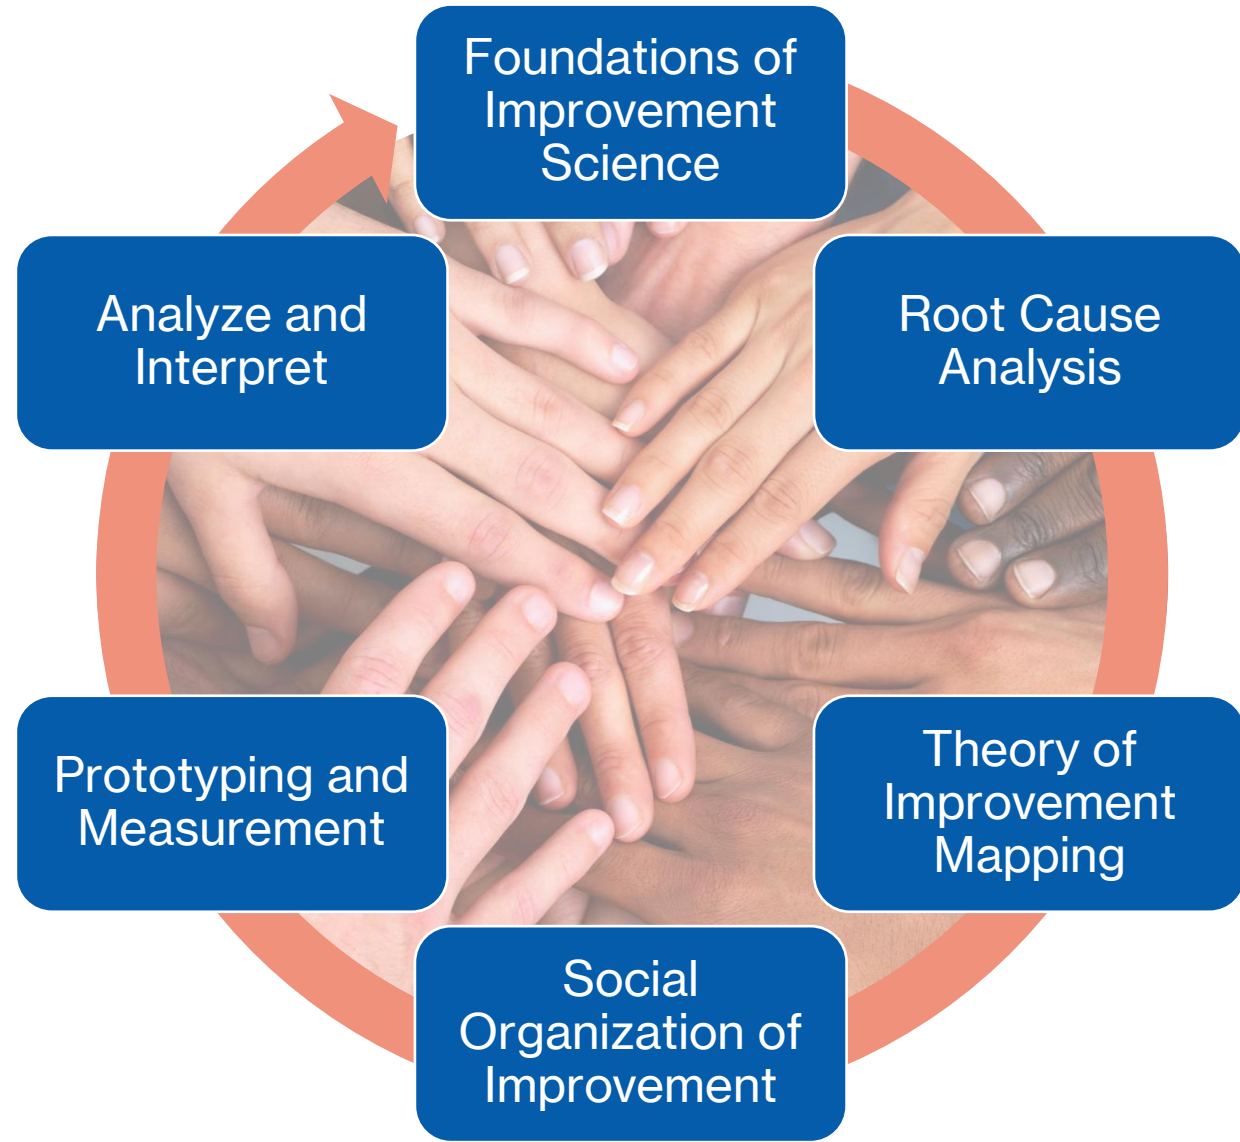 Foundations of
Improvement
Science
Root Cause
Analysis
Theory of
Improvement
Mapping
Social
Organization of
Improvement
Prototyping and
Measurement
Analyze and
Interpret